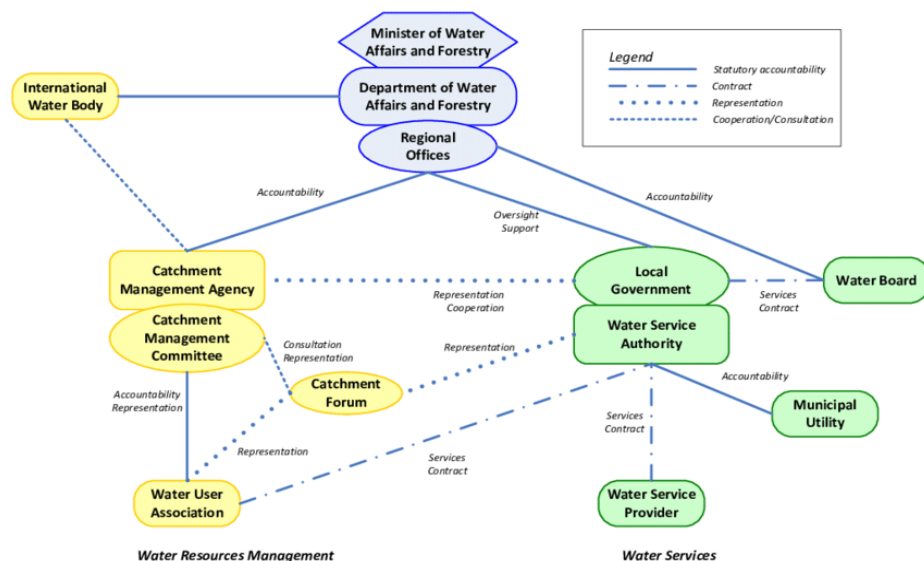 Minister of Water
Affairs and Forestry
Legend
Statutory accountability
Contract
Representation
Cooperation/Consultation
International
Water Body
Department of Water
Affairs and Forestry
Regional
Offices
Accountability
Accountability
Oversight
Support
Catchment
Management Agency
Local
Government
Water Board
Representation
Cooperation
Services
Contract
Catchment
Management
Committee
Consultation
Representation
Representation
Water Service
Authority
Accountability
Representation
Catchment
Forum
Accountability
Municipal
Utility
Services
Contract
Representation
Services
Contract
Water User
Association
Water Service
Provider
Water Resources Management
Water Services